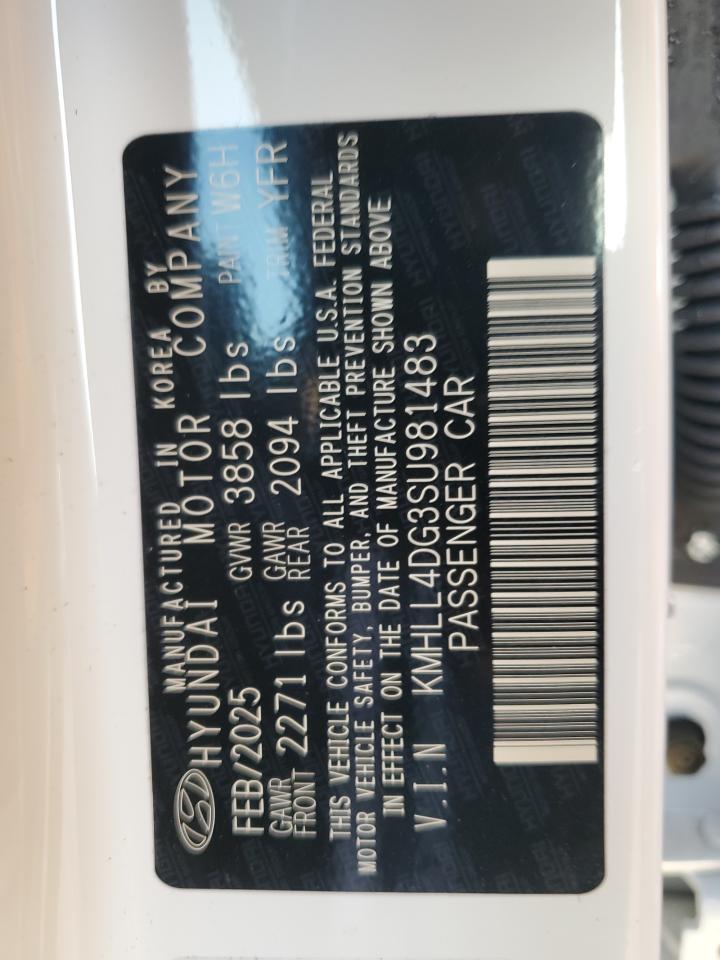 MANUFACTURED IN KOREA BY
HYUNDAI MOTOR COMPANY
FEB/2025 GVWR 3858 lbs PAINT W6H
GAWR FRONT 2271 lbs GAWR REAR 2094 lbs TRIM YFR
THIS VEHICLE CONFORMS TO ALL APPLICABLE U.S.A. FEDERAL
MOTOR VEHICLE SAFETY, BUMPER, AND THEFT PREVENTION STANDARDS
IN EFFECT ON THE DATE OF MANUFACTURE SHOWN ABOVE
V.I.N KMHLL4DG3SU981483
PASSENGER CAR